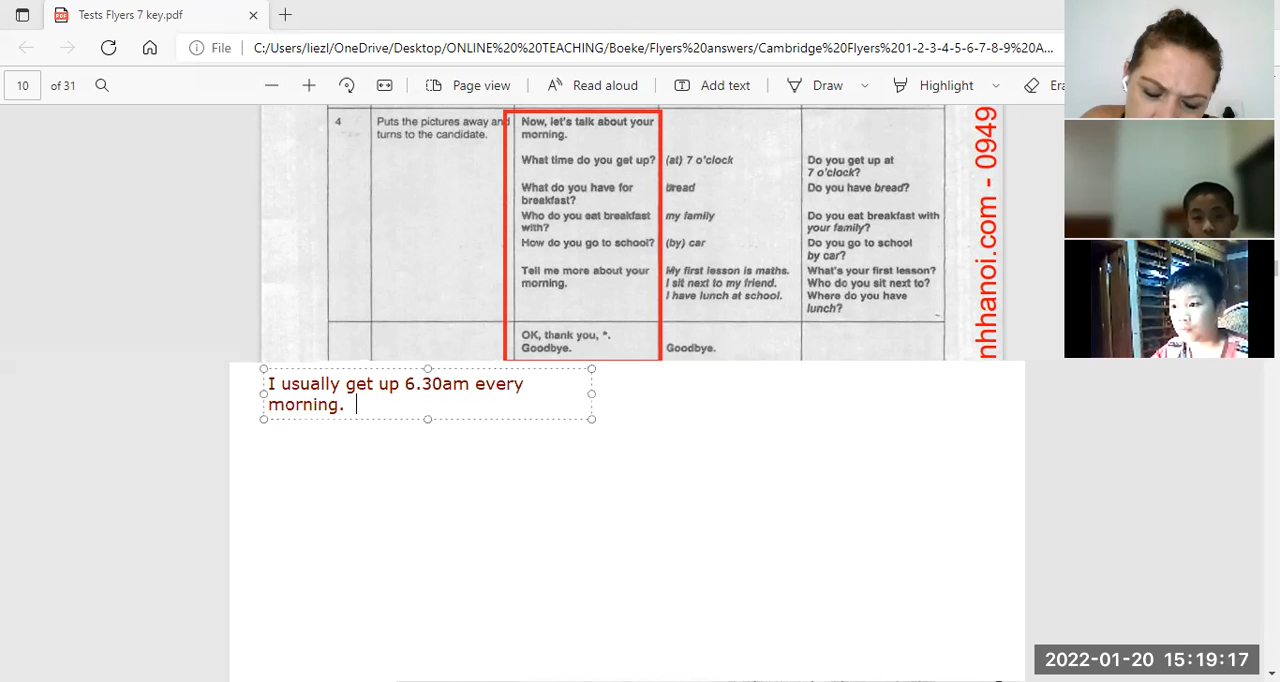 Tests Flyers 7 key.pdf
File C:/Users/liezl/OneDrive/Desktop/ONLINE%20%20TEACHING/Boeke/Flyers%20answers/Cambridge%20Flyers%201-2-3-4-5-6-7-8-9%20A...
10 of 31 Page view Read aloud Add text Draw Highlight Era
4 Puts the pictures away and
turns to the candidate.
Now, let's talk about your
morning.
What time do you get up? (at) 7 o'clock Do you get up at
7 o'clock?
What do you have for
breakfast?
bread Do you have bread?
Who do you eat breakfast
with?
my family Do you eat breakfast with
your family?
How do you go to school? (by) car Do you go to school
by car?
Tell me more about your
morning.
My first lesson is maths.
I sit next to my friend.
I have lunch at school.
What's your first lesson?
Who do you sit next to?
Where do you have
lunch?
OK, thank you, *.
Goodbye.
Goodbye.
nhhanoi.com - 0949
I usually get up 6.30am every
morning.
2022-01-20 15:19:17